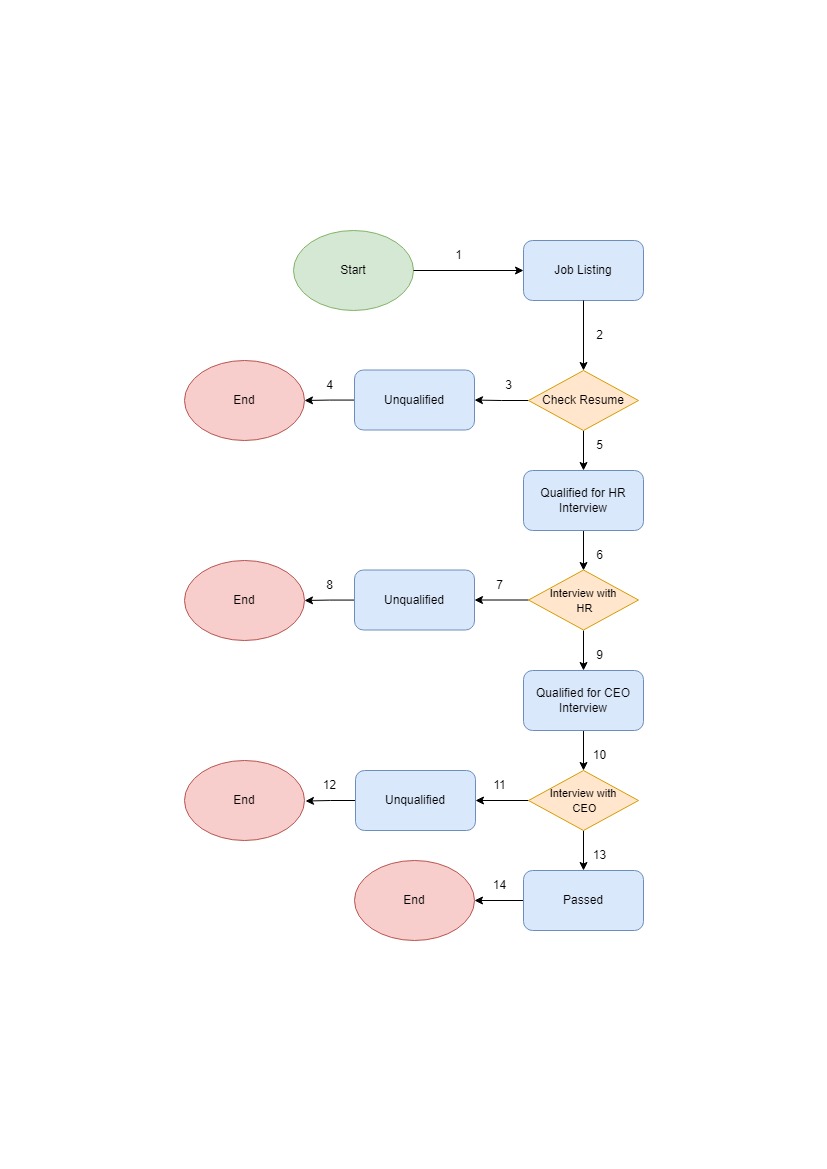 1
Start
Job Listing
2
3
4
End
Unqualified
Check Resume
5
Qualified for HR
Interview
6
7
8
End
Unqualified
Interview with
HR
9
Qualified for CEO
Interview
10
11
12
End
Unqualified
Interview with
CEO
13
14
End
Passed